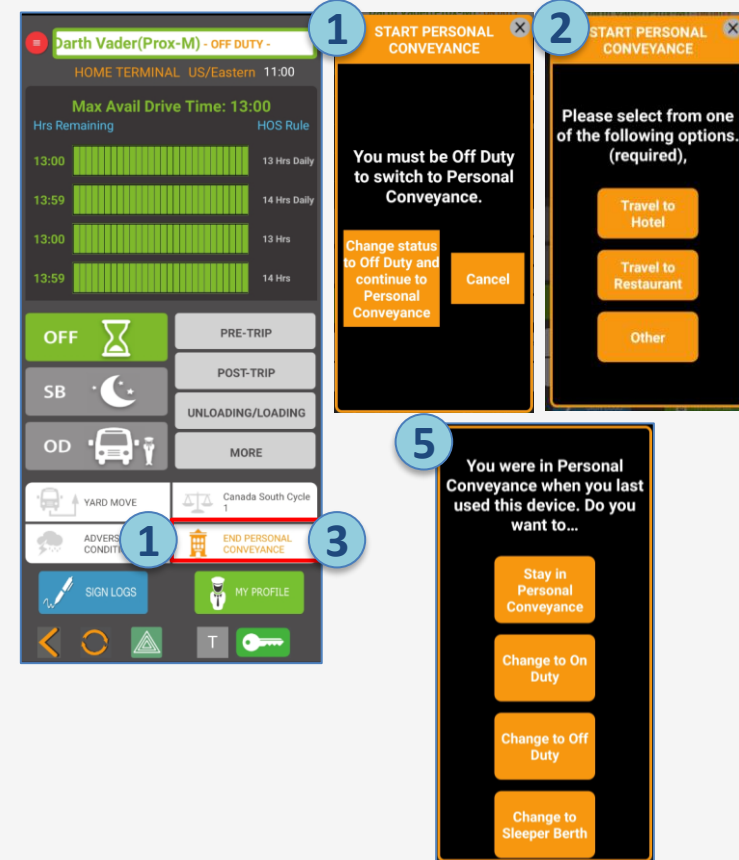 Darth Vader(Prox-M) - OFF DUTY -
HOME TERMINAL US/Eastern 11:00
Max Avail Drive Time: 13:00
Hrs Remaining HOS Rule
13:00 13 Hrs Daily
13:59 14 Hrs Daily
13:00 13 Hrs
13:59 14 Hrs
OFF
SB
OD
PRE-TRIP
POST-TRIP
UNLOADING/LOADING
MORE
YARD MOVE
Canada South Cycle
1
ADVERS
CONDIT
1
END PERSONAL
CONVEYANCE
3
SIGN LOGS
MY PROFILE
T
1
START PERSONAL
CONVEYANCE
X
You must be Off Duty
to switch to Personal
Conveyance.
Change status
to Off Duty and
continue to
Personal
Conveyance
Cancel
2
START PERSONAL
CONVEYANCE
X
Please select from one
of the following options.
(required),
Travel to
Hotel
Travel to
Restaurant
Other
5
You were in Personal
Conveyance when you last
used this device. Do you
want to...
Stay in
Personal
Conveyance
Change to On
Duty
Change to Off
Duty
Change to
Sleeper Berth